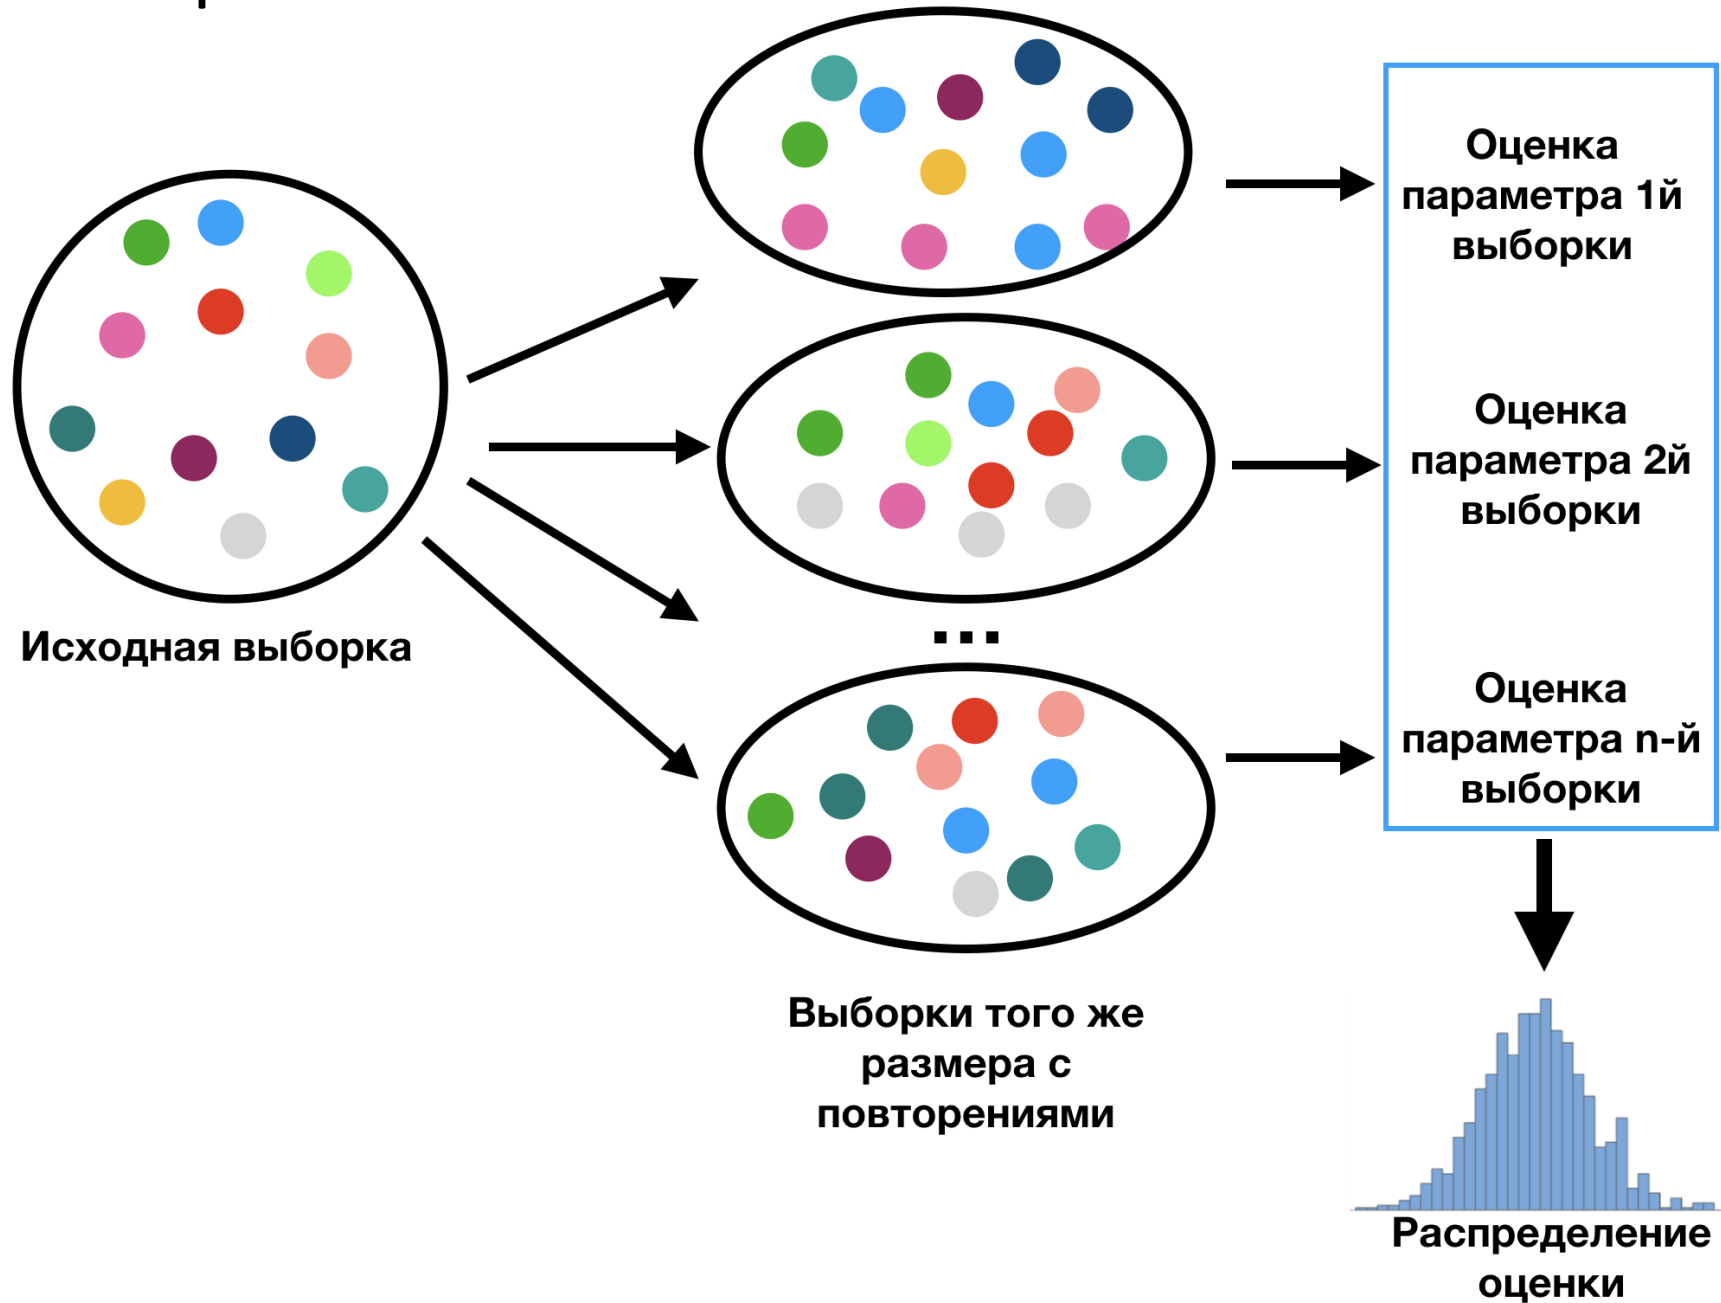 Оценка
параметра 1й
выборки
Оценка
параметра 2й
выборки
Исходная выборка
...
Оценка
параметра n-й
выборки
Выборки того же
размера с
повторениями
Распределение
оценки